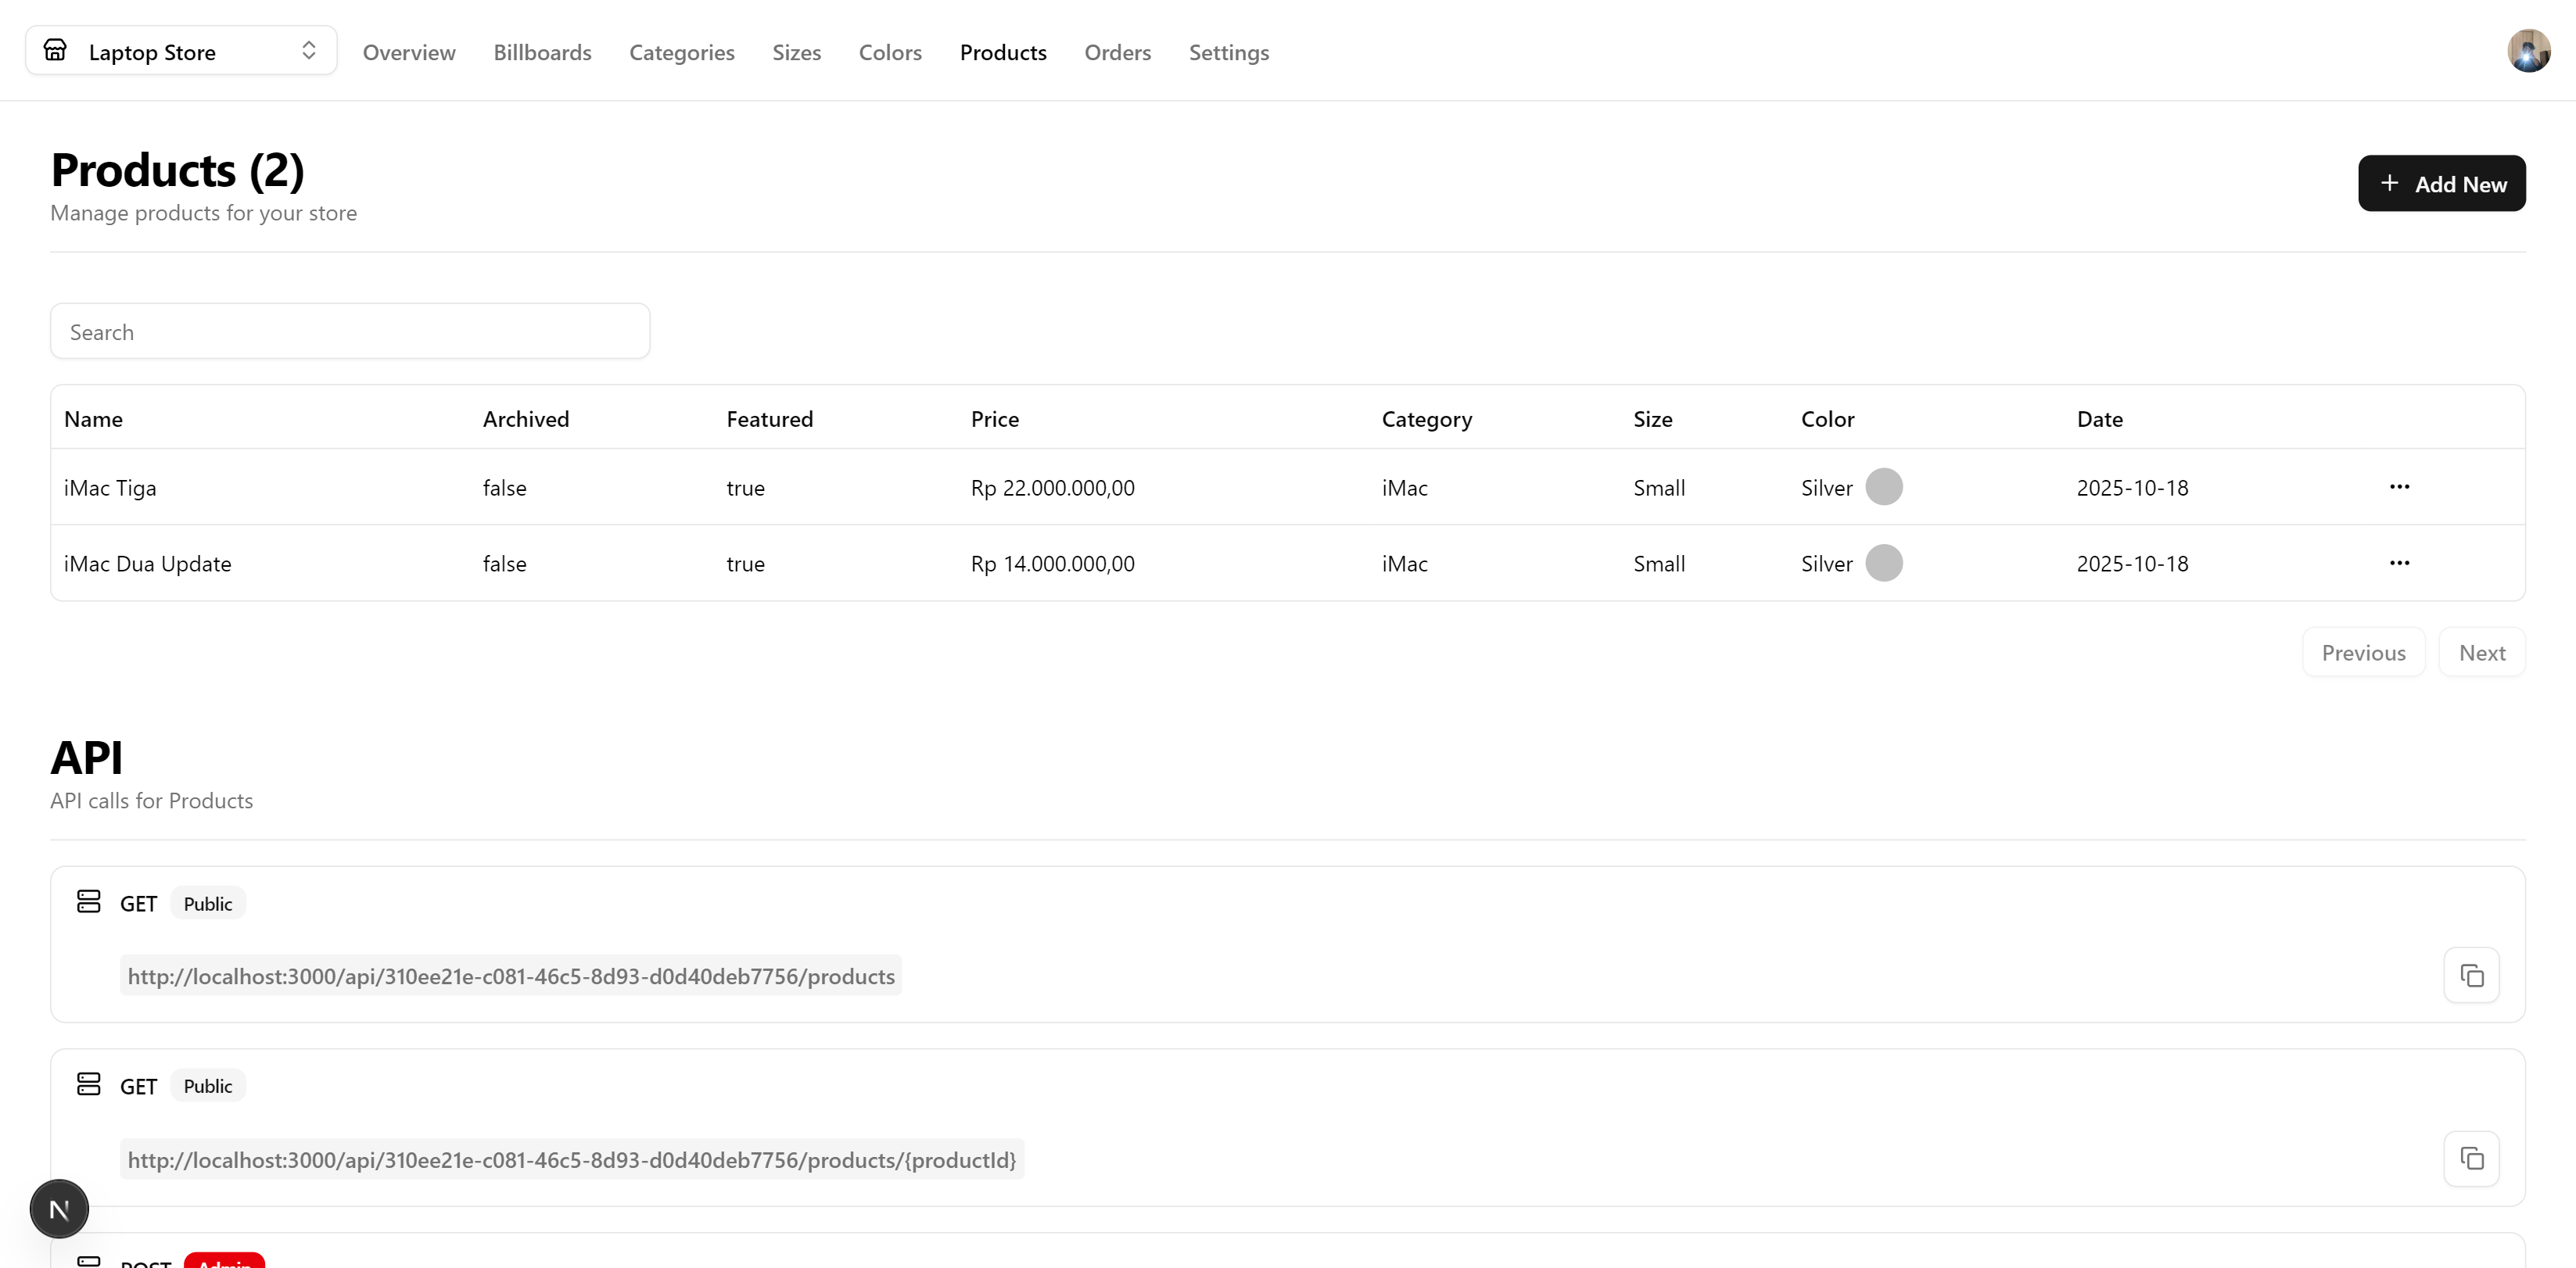 Laptop Store Overview Billboards Categories Sizes Colors Products Orders Settings
Products (2)
Manage products for your store
+ Add New
Search
Name Archived Featured Price Category Size Color Date
iMac Tiga false true Rp 22.000.000,00 iMac Small Silver 2025-10-18 ...
iMac Dua Update false true Rp 14.000.000,00 iMac Small Silver 2025-10-18 ...
Previous Next
API
API calls for Products
GET Public
http://localhost:3000/api/310ee21e-c081-46c5-8d93-d0d40deb7756/products
GET Public
http://localhost:3000/api/310ee21e-c081-46c5-8d93-d0d40deb7756/products/{productId}
N
POST Admin